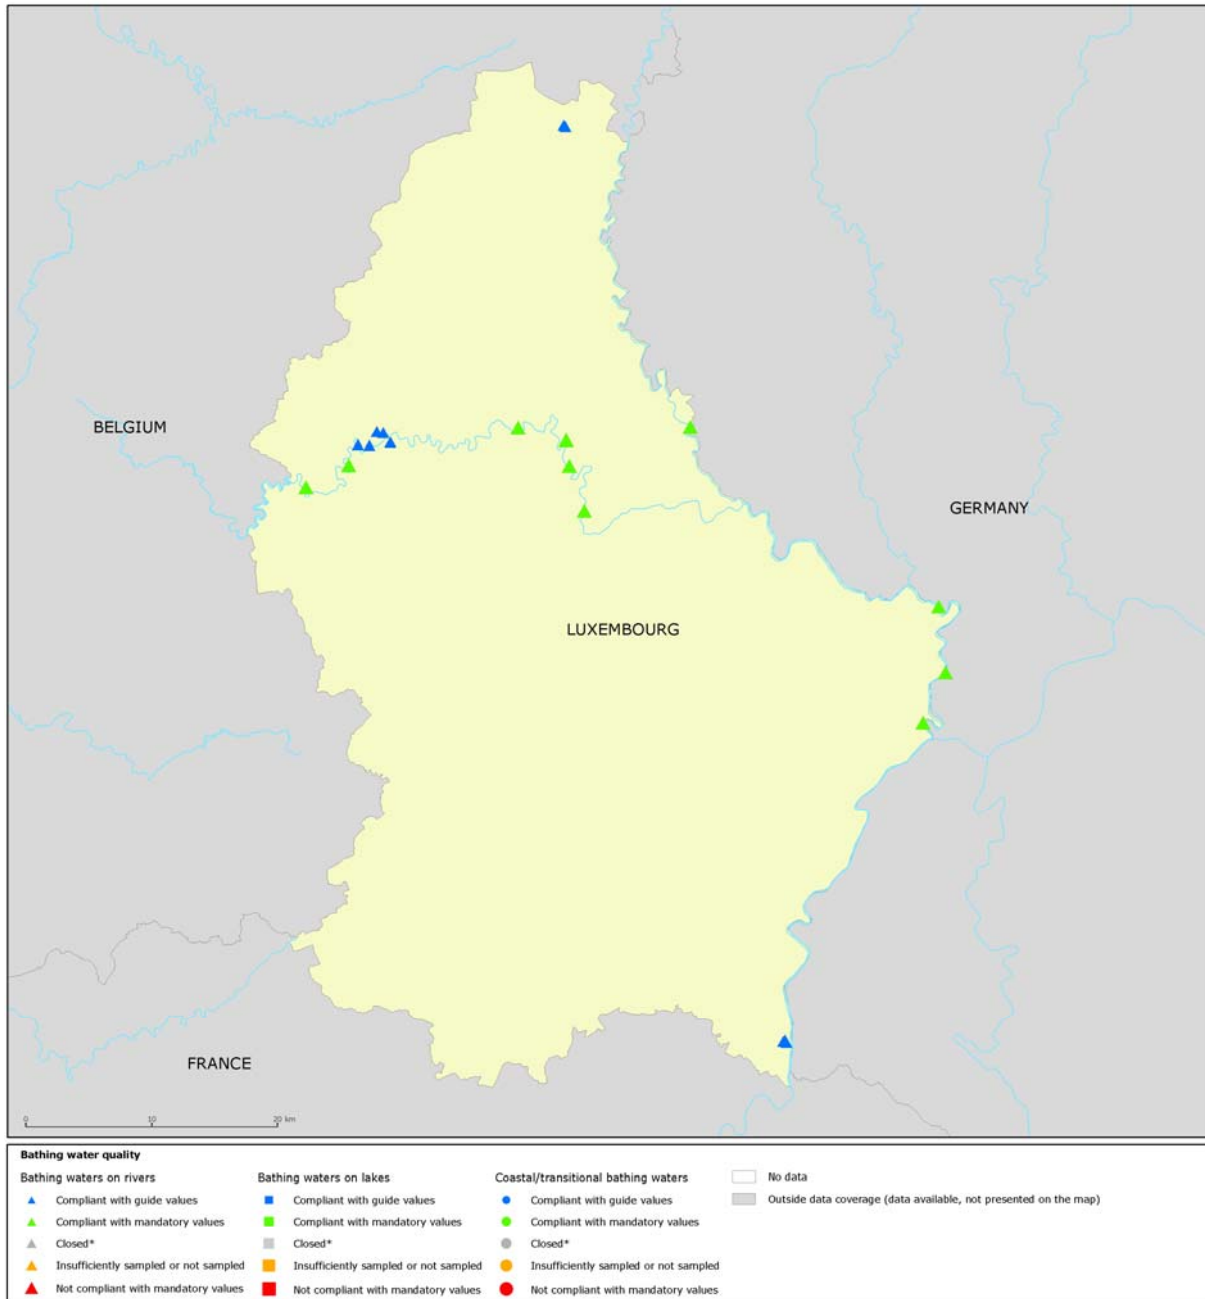 BELGIUM
GERMANY
LUXEMBOURG
FRANCE
0 10 20 km
Bathing water quality
Bathing waters on rivers
Compliant with guide values
Compliant with mandatory values
Closed*
Insufficiently sampled or not sampled
Not compliant with mandatory values
Bathing waters on lakes
Compliant with guide values
Compliant with mandatory values
Closed*
Insufficiently sampled or not sampled
Not compliant with mandatory values
Coastal/transitional bathing waters
Compliant with guide values
Compliant with mandatory values
Closed*
Insufficiently sampled or not sampled
Not compliant with mandatory values
No data
Outside data coverage (data available, not presented on the map)